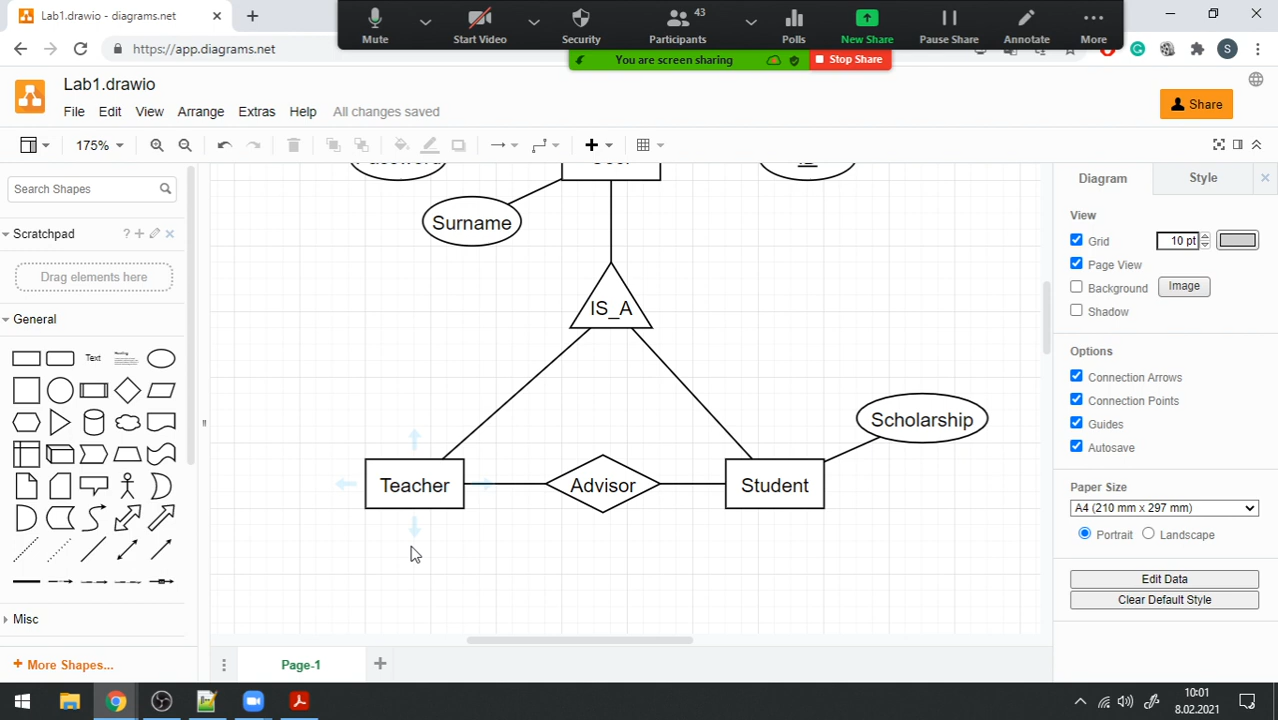 Lab1.drawio - diagrams.net
Mute
Start Video
Security
Participants
43
Polls
New Share
Pause Share
Annotate
More
https://app.diagrams.net
You are screen sharing
Stop Share
S
Lab1.drawio
File Edit View Arrange Extras Help All changes saved
Share
175%
Search Shapes
Scratchpad
Drag elements here
General
Text
Misc
+ More Shapes...
Surname
IS_A
Scholarship
Teacher
Advisor
Student
Page-1
Diagram
Style
View
Grid
10 pt
Page View
Background
Image
Shadow
Options
Connection Arrows
Connection Points
Guides
Autosave
Paper Size
A4 (210 mm x 297 mm)
Portrait
Landscape
Edit Data
Clear Default Style
10:01
8.02.2021